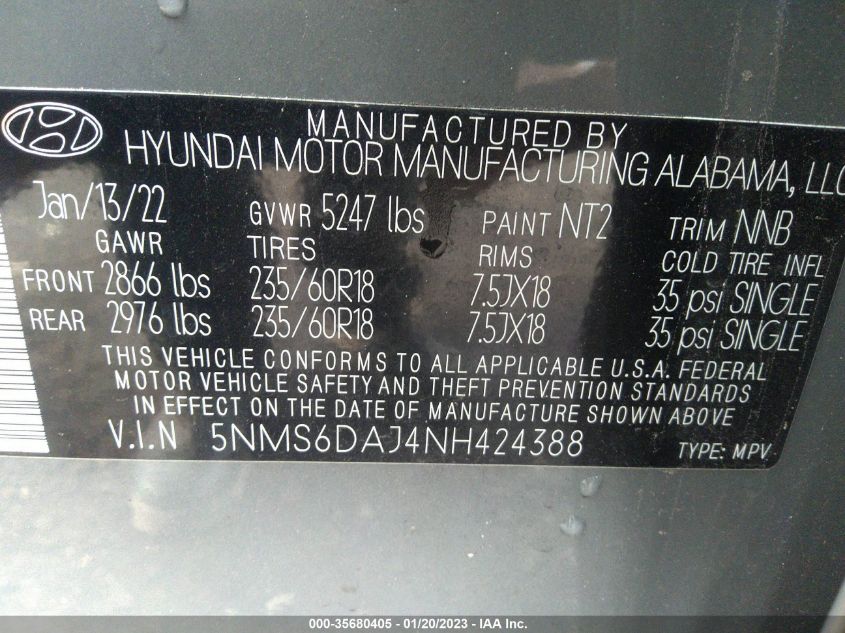 MANUFACTURED BY
HYUNDAI MOTOR MANUFACTURING ALABAMA, LLC
Jan/13/22 GVWR 5247 lbs PAINT NT2 TRIM NNB
GAWR TIRES RIMS COLD TIRE INFL
FRONT 2866 lbs 235/60R18 7.5JX18 35 psi SINGLE
REAR 2976 lbs 235/60R18 7.5JX18 35 psi SINGLE
THIS VEHICLE CONFORMS TO ALL APPLICABLE U.S.A. FEDERAL
MOTOR VEHICLE SAFETY AND THEFT PREVENTION STANDARDS
IN EFFECT ON THE DATE OF MANUFACTURE SHOWN ABOVE
V.I.N 5NMS6DAJ4NH424388 TYPE: MPV
000-35680405 - 01/20/2023 - IAA Inc.